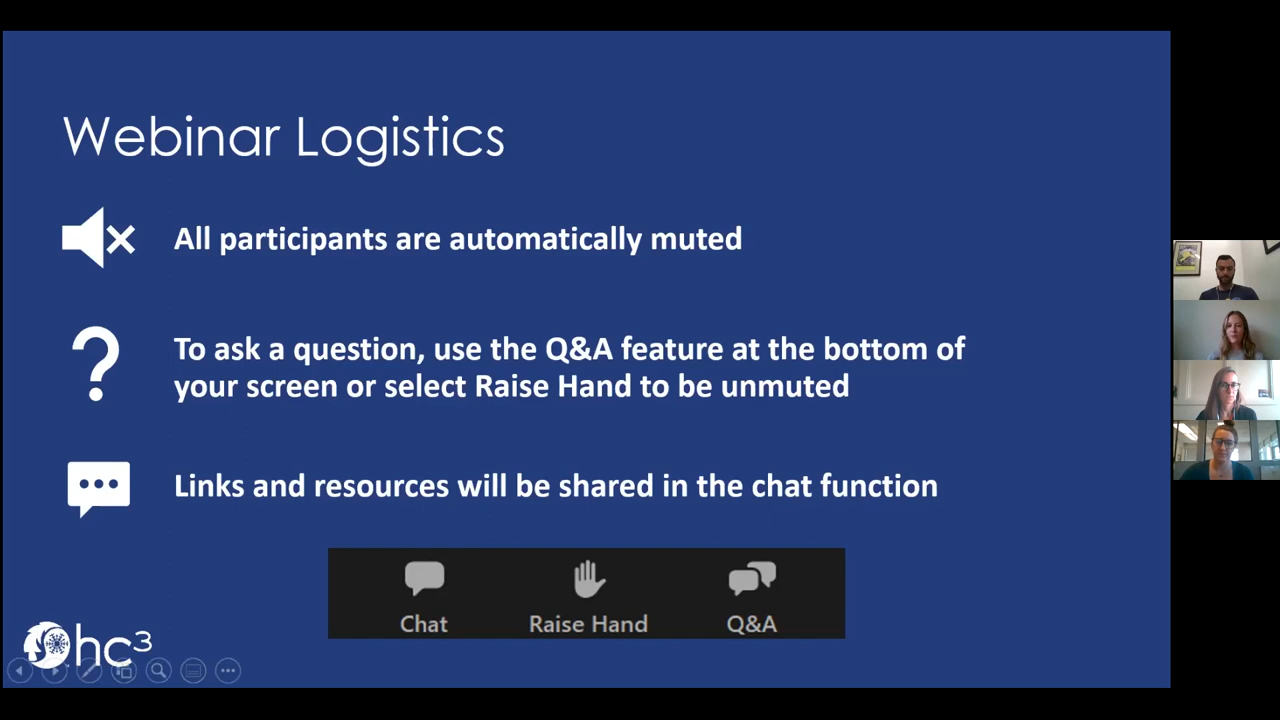 Webinar Logistics
All participants are automatically muted
To ask a question, use the Q&A feature at the bottom of
your screen or select Raise Hand to be unmuted
Links and resources will be shared in the chat function
Chat Raise Hand Q&A
hc3